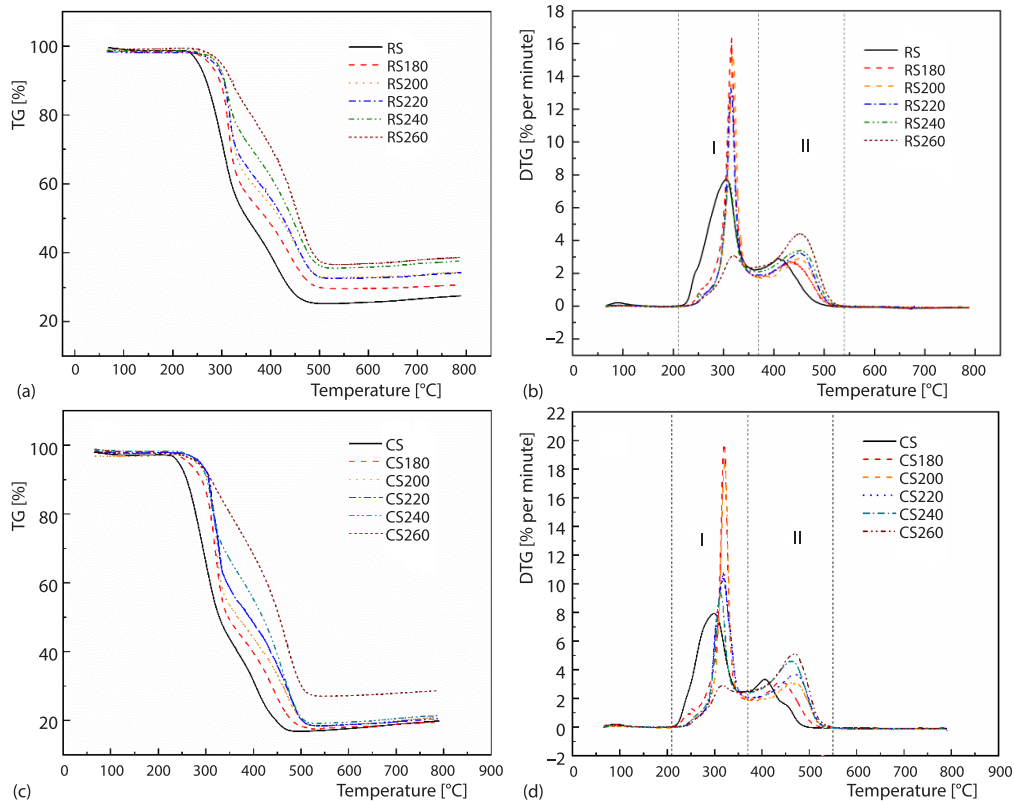 TG [%]
100
80
60
40
20
RS
RS180
RS200
RS220
RS240
RS260
0 100 200 300 400 500 600 700 800
(a)
Temperature [°C]
DTG [% per minute]
18
16
14
12
10
8
6
4
2
0
−2
I
II
RS
RS180
RS200
RS220
RS240
RS260
0 100 200 300 400 500 600 700 800
(b)
Temperature [°C]
TG [%]
100
80
60
40
20
CS
CS180
CS200
CS220
CS240
CS260
0 100 200 300 400 500 600 700 800 900
(c)
Temperature [°C]
DTG [% per minute]
22
20
18
16
14
12
10
8
6
4
2
0
−2
I
II
CS
CS180
CS200
CS220
CS240
CS260
0 100 200 300 400 500 600 700 800 900
(d)
Temperature [°C]